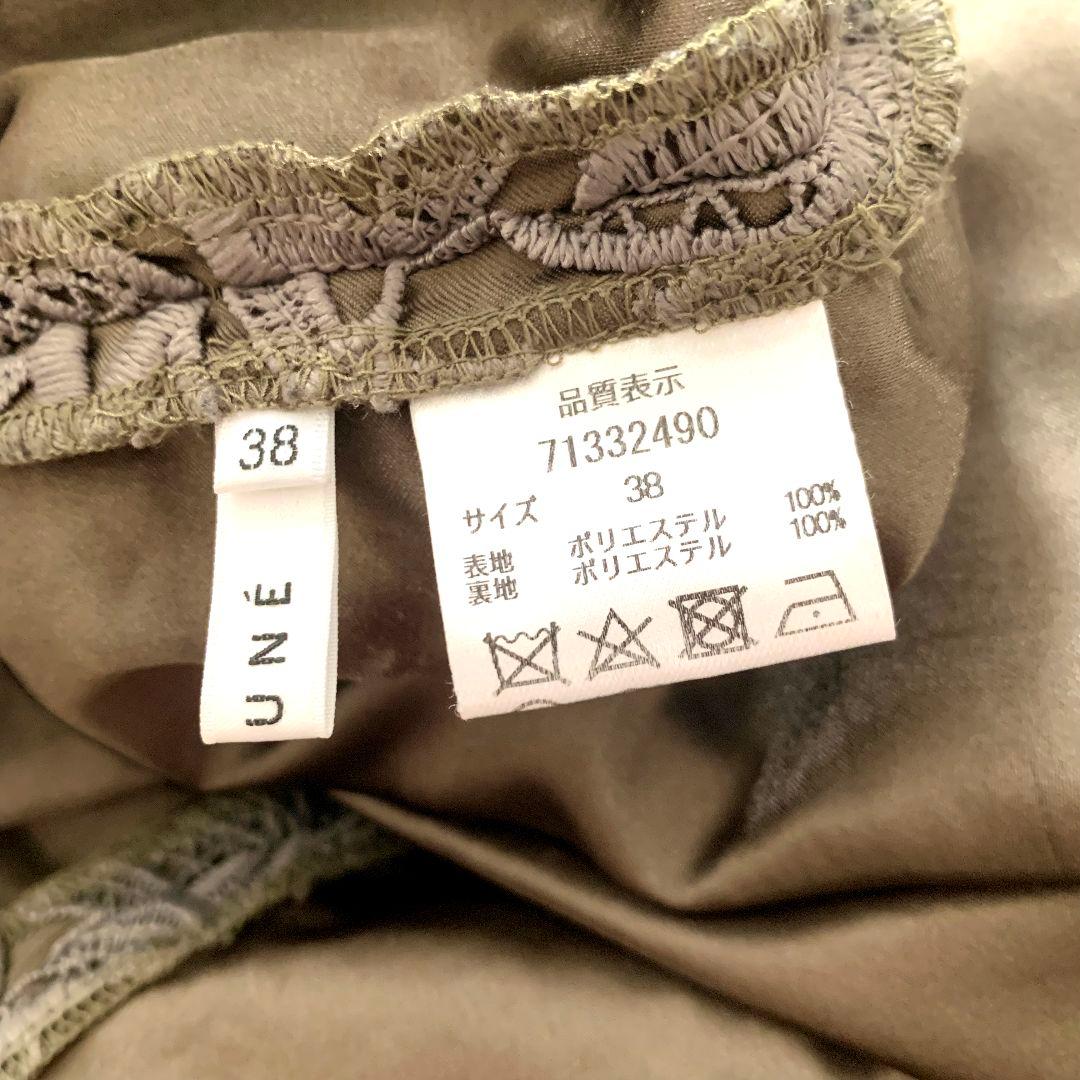 38
UNÉ
品質表示
71332490
サイズ 38
表地 ポリエステル 100%
裏地 ポリエステル 100%